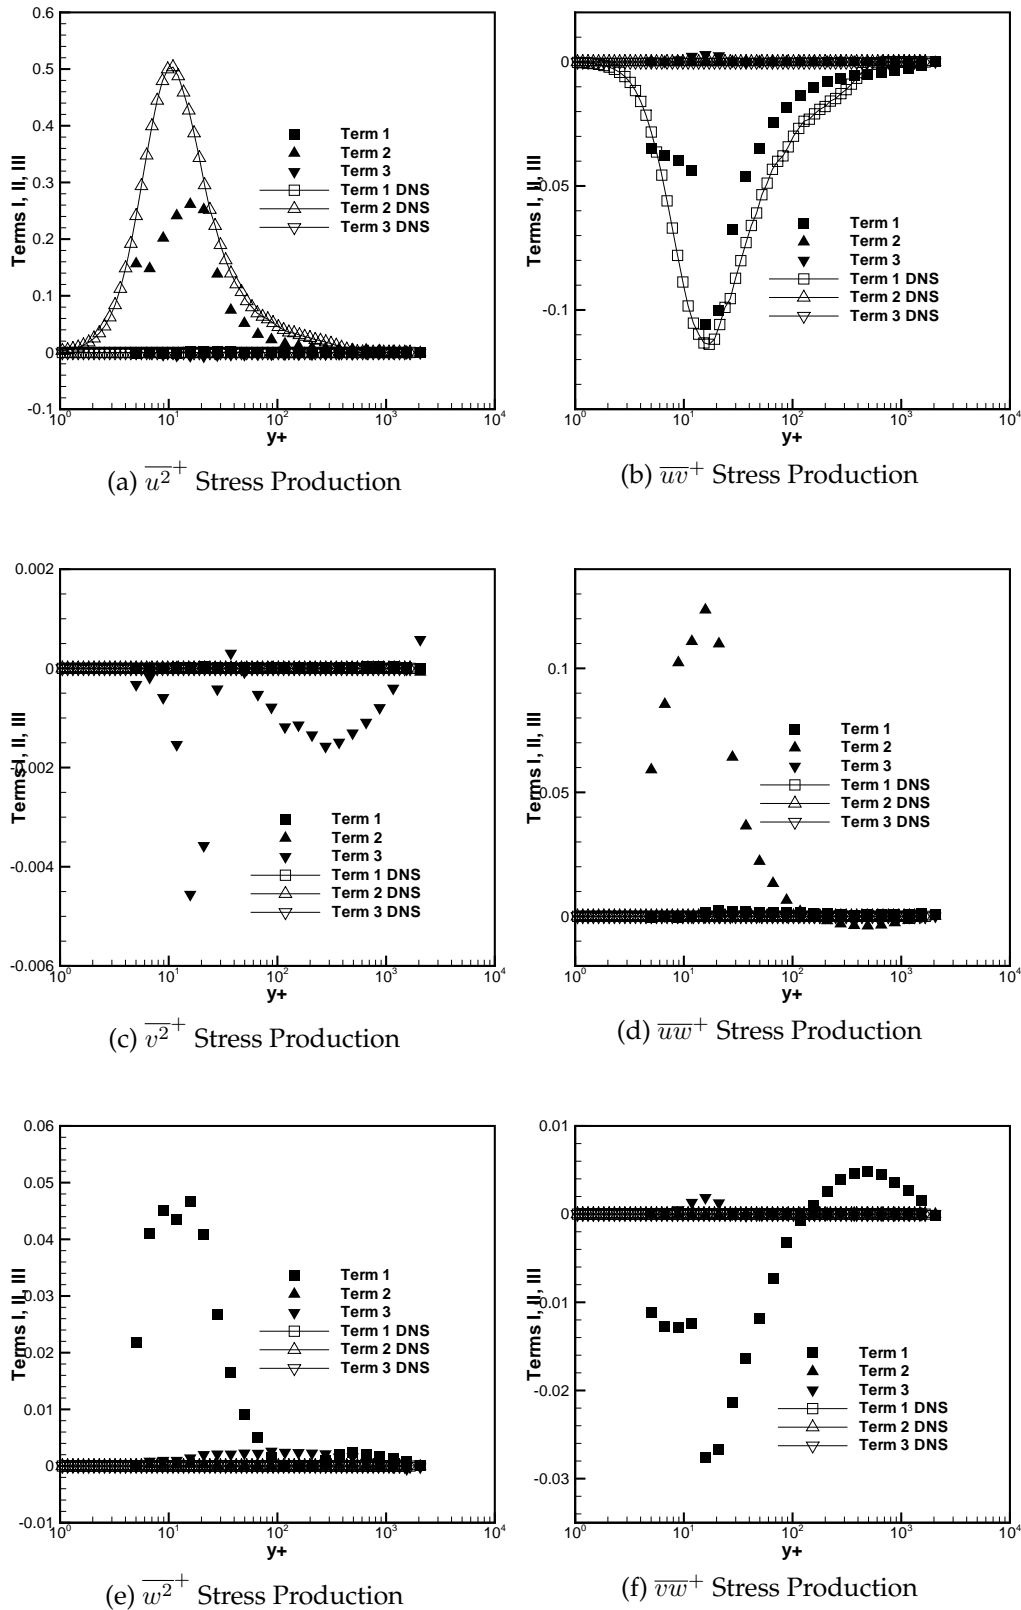 0.6
0.5
0.4
0.3
0.2
0.1
0
-0.1
Terms I, II, III
10⁰
10¹
10²
10³
10⁴
y+
Term 1
Term 2
Term 3
Term 1 DNS
Term 2 DNS
Term 3 DNS
(a) u²⁺ Stress Production
0
-0.05
-0.1
Terms I, II, III
10⁰
10¹
10²
10³
10⁴
y+
Term 1
Term 2
Term 3
Term 1 DNS
Term 2 DNS
Term 3 DNS
(b) uv⁺ Stress Production
0.002
0
-0.002
-0.004
-0.006
Terms I, II, III
10⁰
10¹
10²
10³
10⁴
y+
Term 1
Term 2
Term 3
Term 1 DNS
Term 2 DNS
Term 3 DNS
(c) v²⁺ Stress Production
0.1
0.05
0
Terms I, II, III
10⁰
10¹
10²
10³
10⁴
y+
Term 1
Term 2
Term 3
Term 1 DNS
Term 2 DNS
Term 3 DNS
(d) uw⁺ Stress Production
0.06
0.05
0.04
0.03
0.02
0.01
0
-0.01
Terms I, II, III
10⁰
10¹
10²
10³
10⁴
y+
Term 1
Term 2
Term 3
Term 1 DNS
Term 2 DNS
Term 3 DNS
(e) w²⁺ Stress Production
0.01
0
-0.01
-0.02
-0.03
Terms I, II, III
10⁰
10¹
10²
10³
10⁴
y+
Term 1
Term 2
Term 3
Term 1 DNS
Term 2 DNS
Term 3 DNS
(f) vw⁺ Stress Production